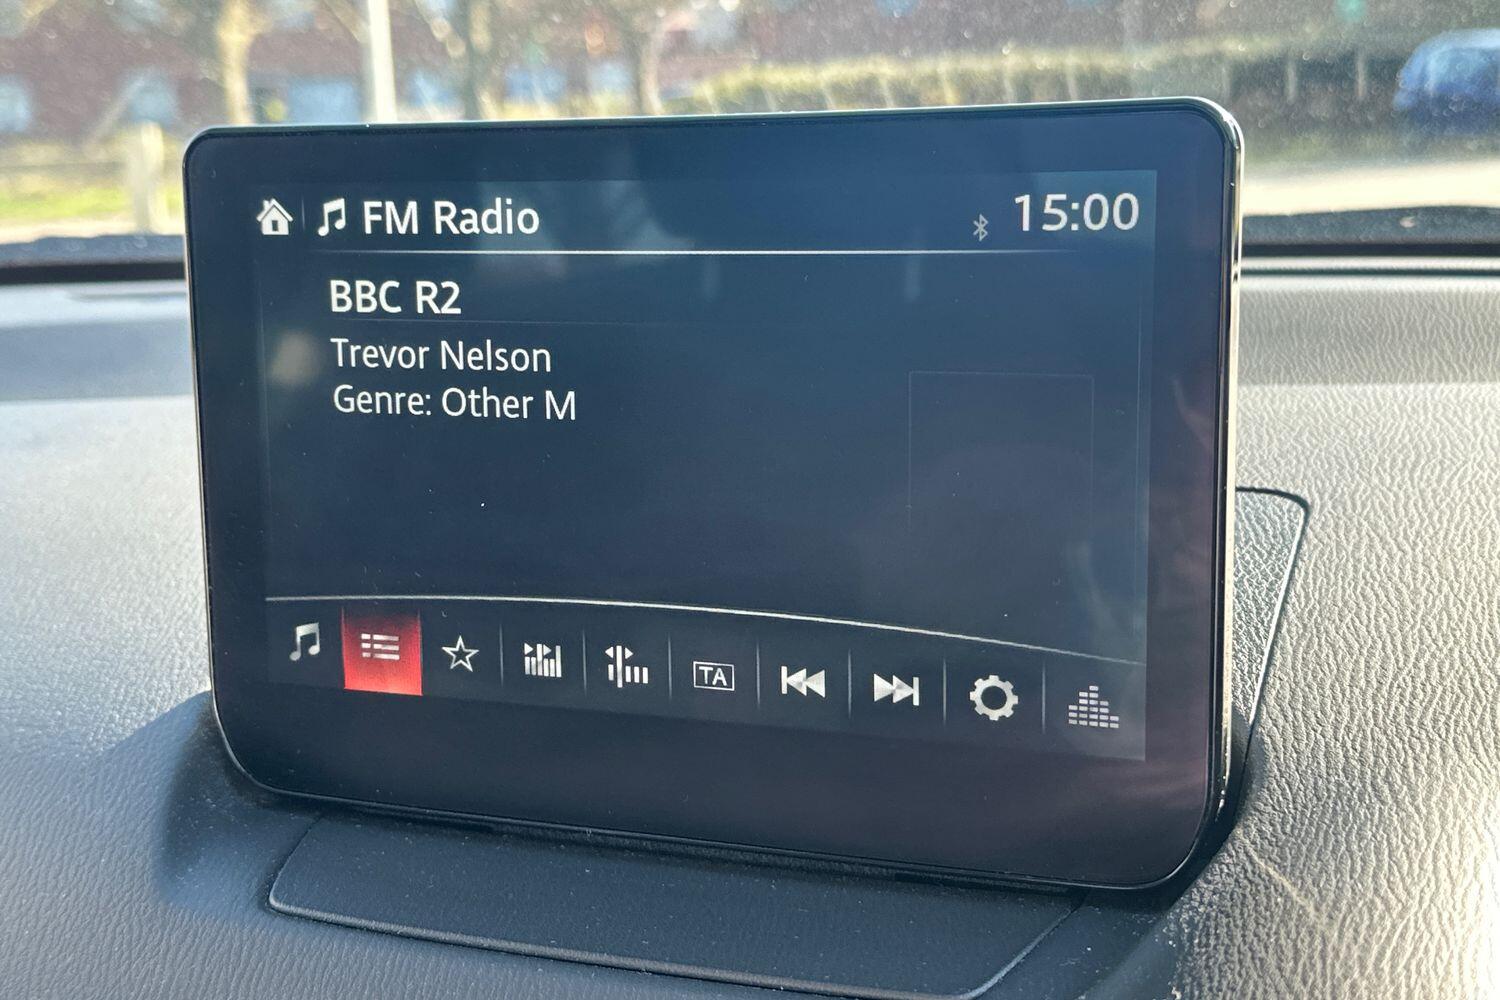 FM Radio
15:00
BBC R2
Trevor Nelson
Genre: Other M
TA